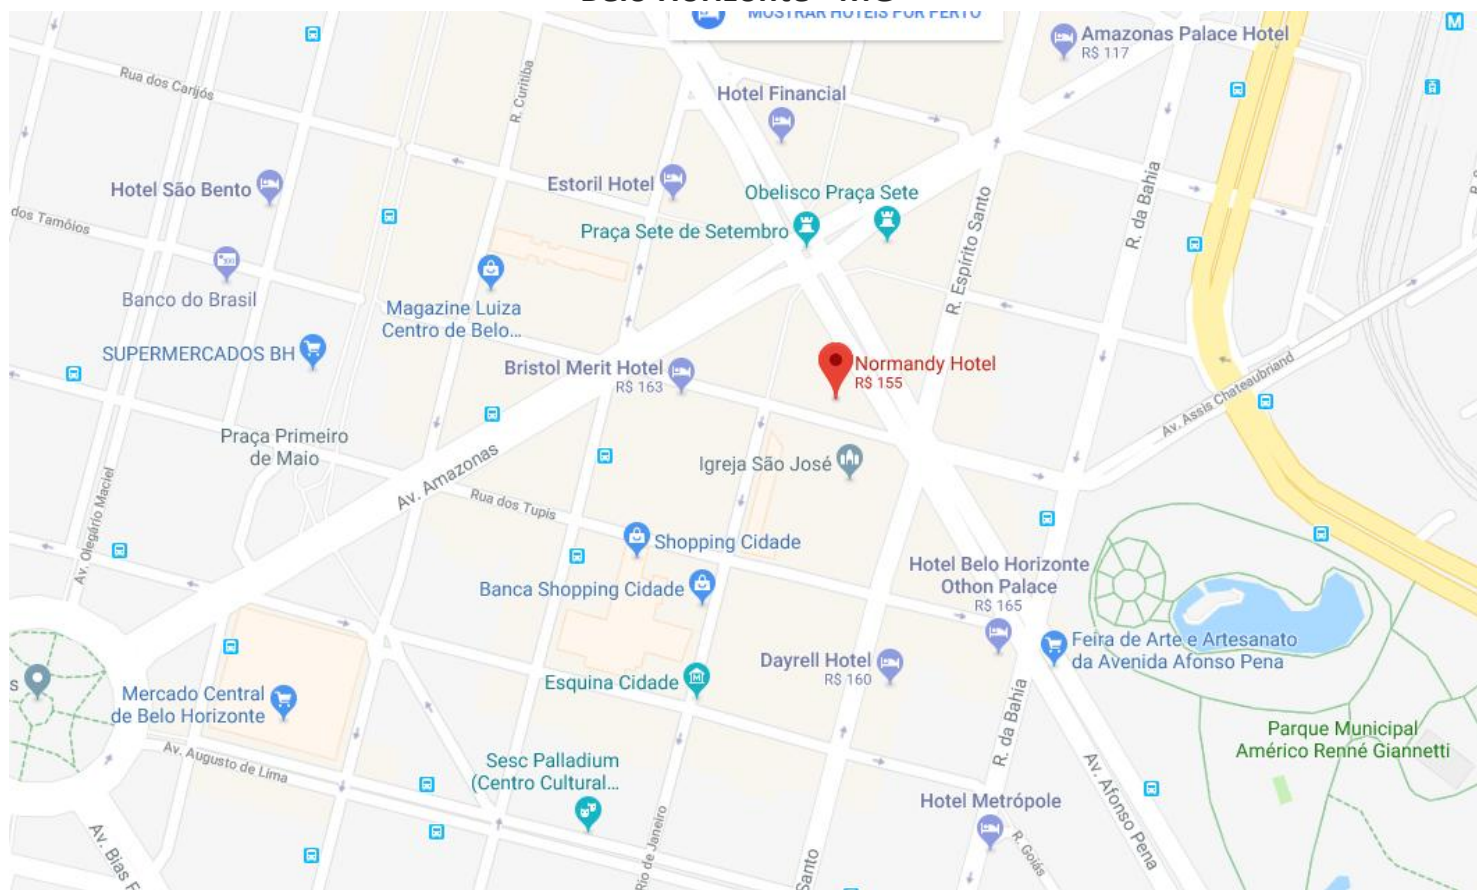 Belo Horizonte - MG
MOSTRAR HOTÉIS POR PERTO
Amazonas Palace Hotel
R$ 117
Rua dos Carijós
R. Curitiba
Hotel Financial
Hotel São Bento
Estoril Hotel
Obelisco Praça Sete
Praça Sete de Setembro
R. Espírito Santo
R. da Bahia
dos Tamôios
Banco do Brasil
Magazine Luiza
Centro de Belo...
SUPERMERCADOS BH
Bristol Merit Hotel
R$ 163
Normandy Hotel
R$ 155
Av. Assis Chateaubriand
Praça Primeiro
de Maio
Av. Amazonas
Igreja São José
Av. Olegário Maciel
Rua dos Tupis
Shopping Cidade
Banca Shopping Cidade
Hotel Belo Horizonte
Othon Palace
R$ 165
Feira de Arte e Artesanato
da Avenida Afonso Pena
Dayrell Hotel
R$ 160
Esquina Cidade
s
Mercado Central
de Belo Horizonte
R. da Bahia
Parque Municipal
Américo Renné Giannetti
Av. Augusto de Lima
Sesc Palladium
(Centro Cultural...
Av. Afonso Pena
Hotel Metrópole
R. Goiás
Rio de Janeiro
Santo
Av. Bias F
M